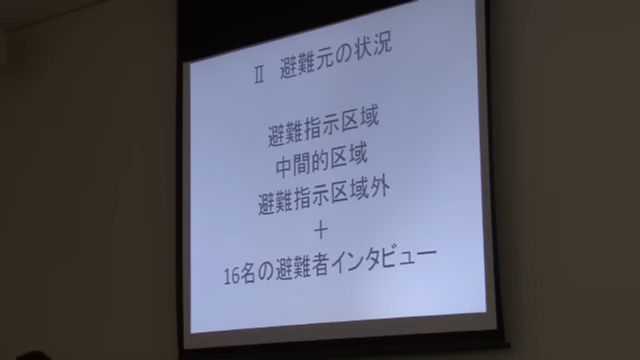 Ⅱ 避難元の状況
避難指示区域
中間的区域
避難指示区域外
＋
16名の避難者インタビュー